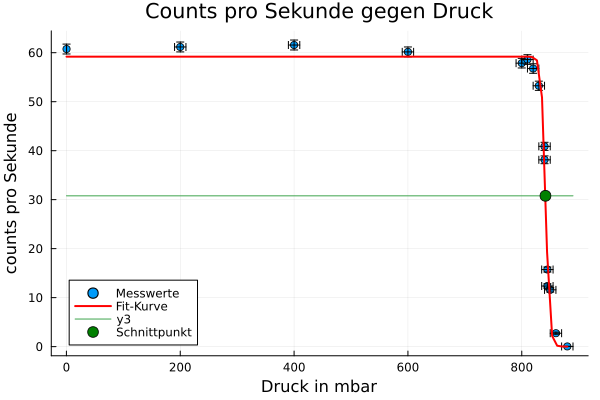 Counts pro Sekunde gegen Druck
counts pro Sekunde
60
50
40
30
20
10
0
Messwerte
Fit-Kurve
y3
Schnittpunkt
0 200 400 600 800
Druck in mbar